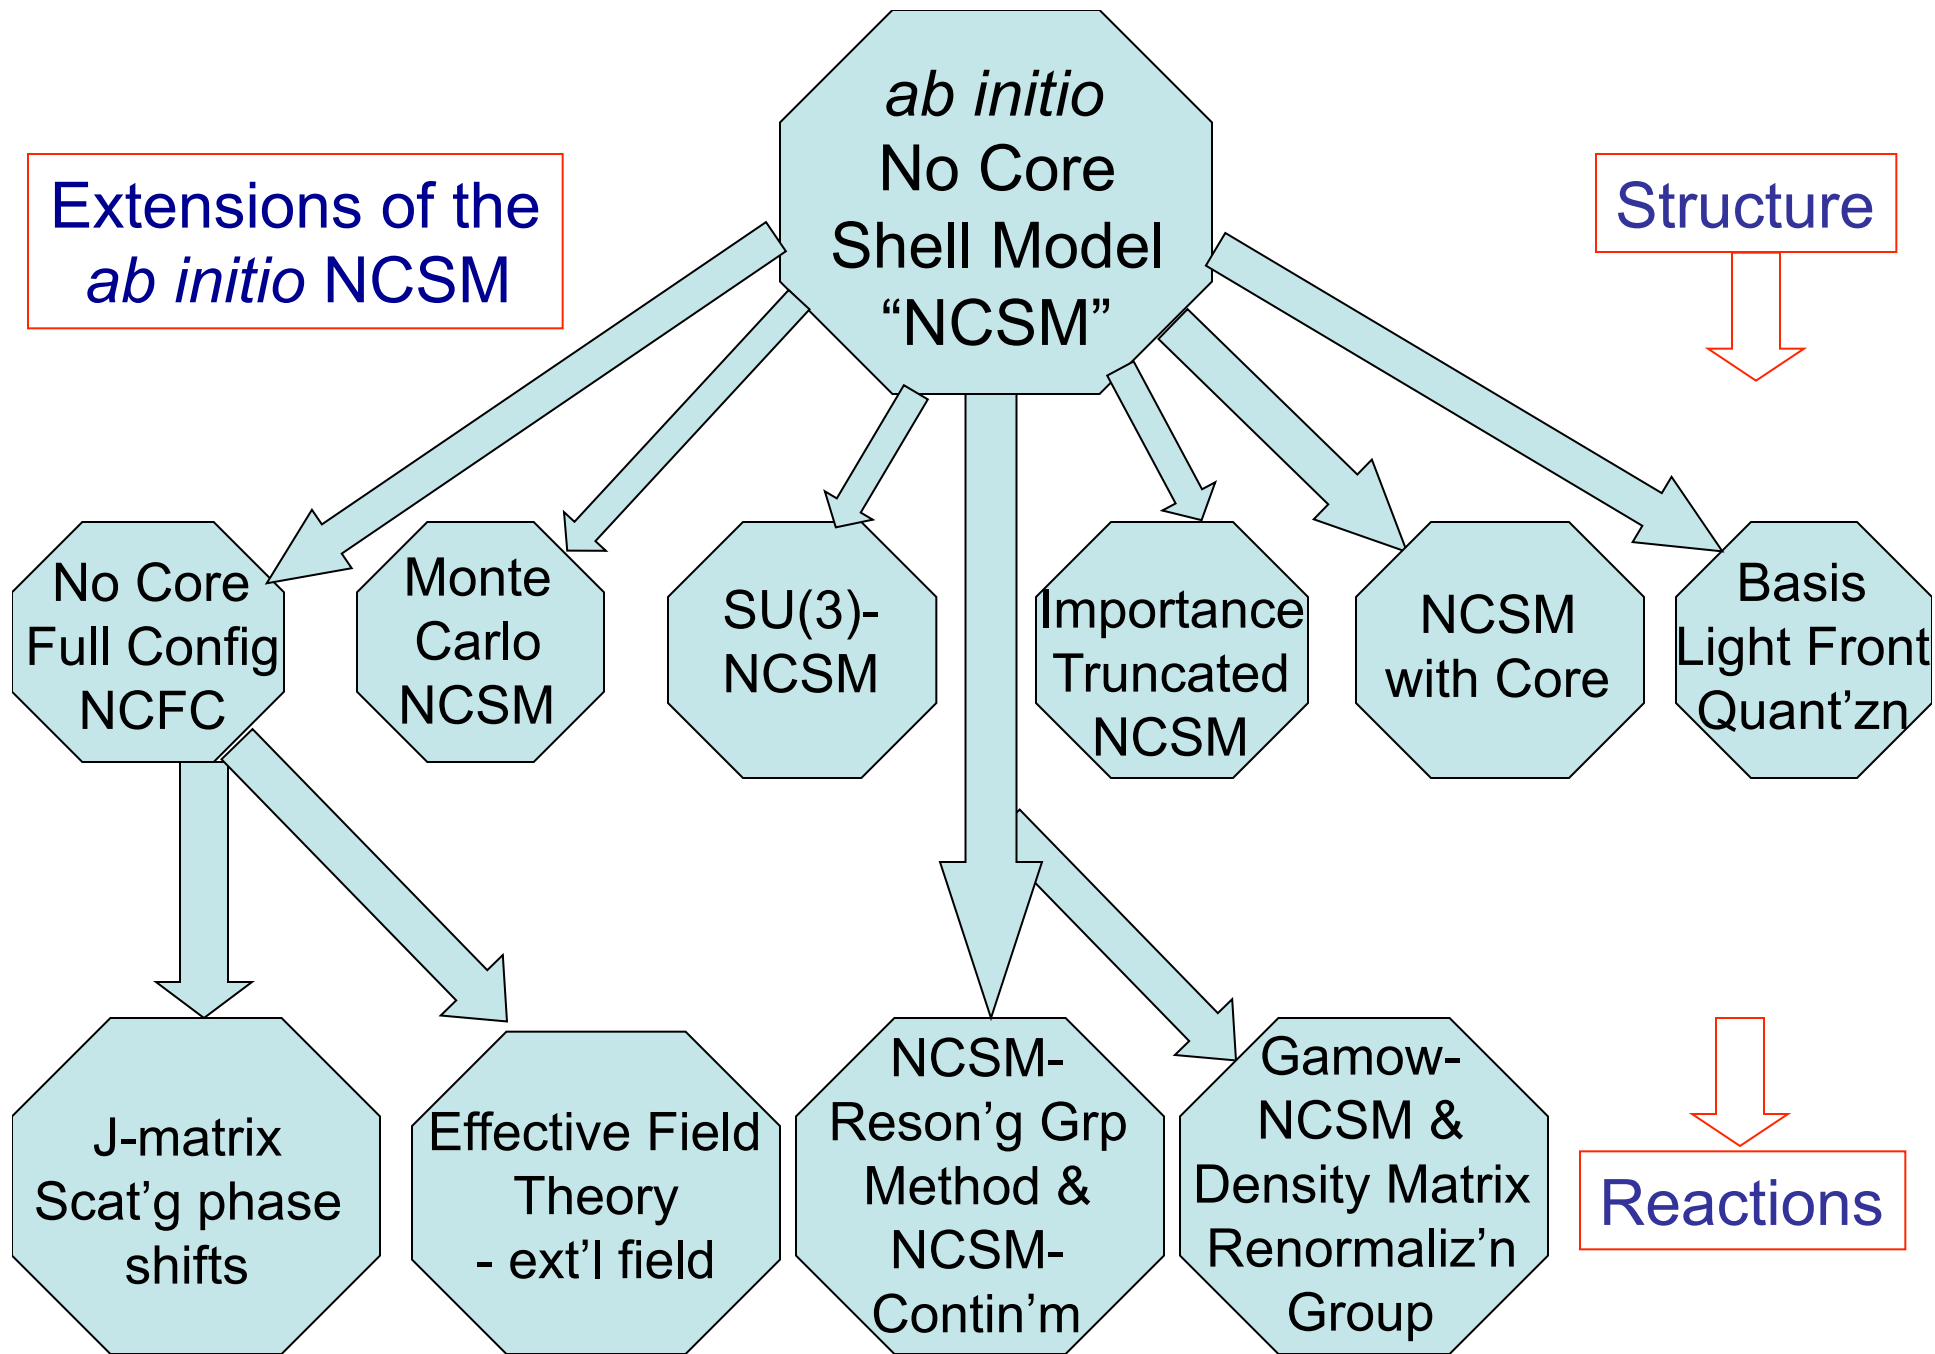 ab initio
No Core
Shell Model
“NCSM”
Extensions of the
ab initio NCSM
Structure
No Core
Full Config
NCFC
Monte
Carlo
NCSM
SU(3)-
NCSM
Importance
Truncated
NCSM
NCSM
with Core
Basis
Light Front
Quant’zn
J-matrix
Scat’g phase
shifts
Effective Field
Theory
- ext’l field
NCSM-
Reson’g Grp
Method &
NCSM-
Contin’m
Gamow-
NCSM &
Density Matrix
Renormaliz’n
Group
Reactions